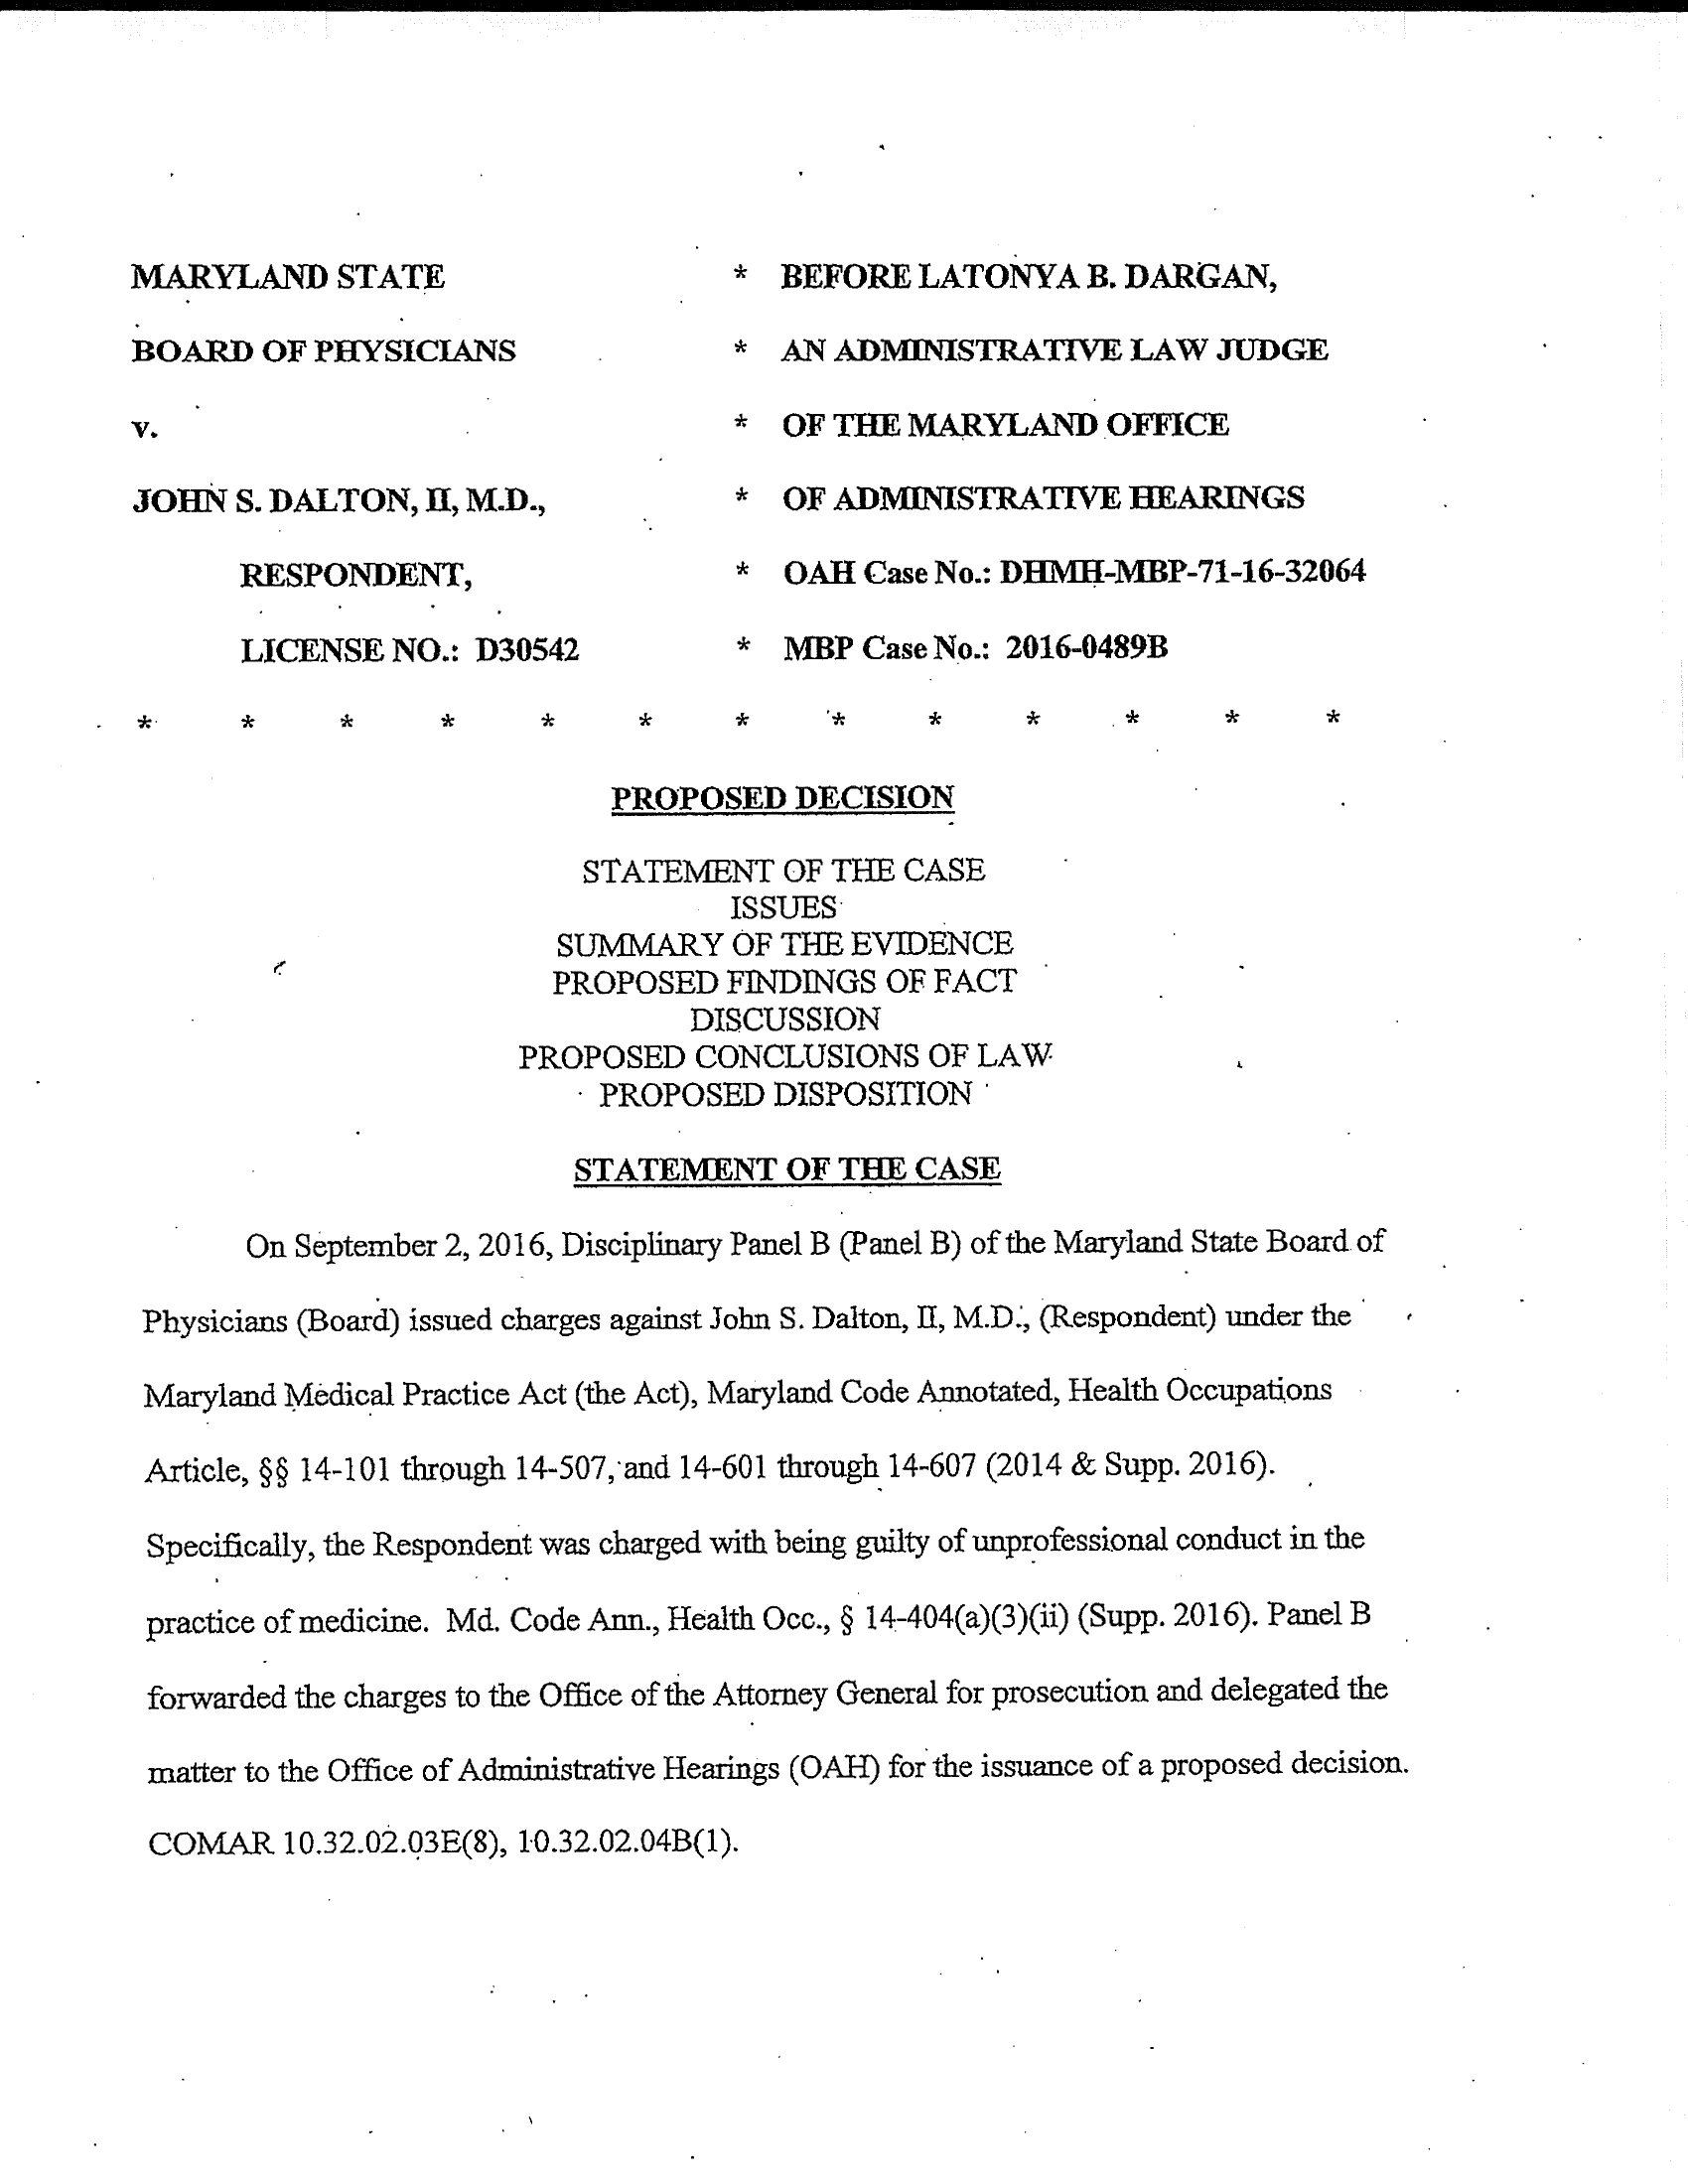 MARYLAND STATE * BEFORE LATONYA B. DARGAN,
BOARD OF PHYSICIANS * AN ADMINISTRATIVE LAW JUDGE
v. * OF THE MARYLAND OFFICE
JOHN S. DALTON, II, M.D., * OF ADMINISTRATIVE HEARINGS
RESPONDENT, * OAH Case No.: DHMH-MBP-71-16-32064
LICENSE NO.: D30542 * MBP Case No.: 2016-0489B
* * * * * * * * * * * * *
PROPOSED DECISION
STATEMENT OF THE CASE
ISSUES
SUMMARY OF THE EVIDENCE
PROPOSED FINDINGS OF FACT
DISCUSSION
PROPOSED CONCLUSIONS OF LAW
PROPOSED DISPOSITION
STATEMENT OF THE CASE
On September 2, 2016, Disciplinary Panel B (Panel B) of the Maryland State Board of
Physicians (Board) issued charges against John S. Dalton, II, M.D., (Respondent) under the
Maryland Medical Practice Act (the Act), Maryland Code Annotated, Health Occupations
Article, §§ 14-101 through 14-507, and 14-601 through 14-607 (2014 & Supp. 2016).
Specifically, the Respondent was charged with being guilty of unprofessional conduct in the
practice of medicine. Md. Code Ann., Health Occ., § 14-404(a)(3)(ii) (Supp. 2016). Panel B
forwarded the charges to the Office of the Attorney General for prosecution and delegated the
matter to the Office of Administrative Hearings (OAH) for the issuance of a proposed decision.
COMAR 10.32.02.03E(8), 10.32.02.04B(1).